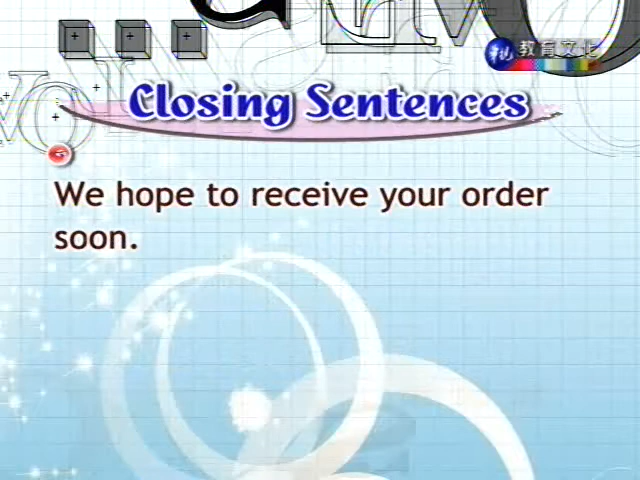 教育文化
Closing Sentences
We hope to receive your order
soon.